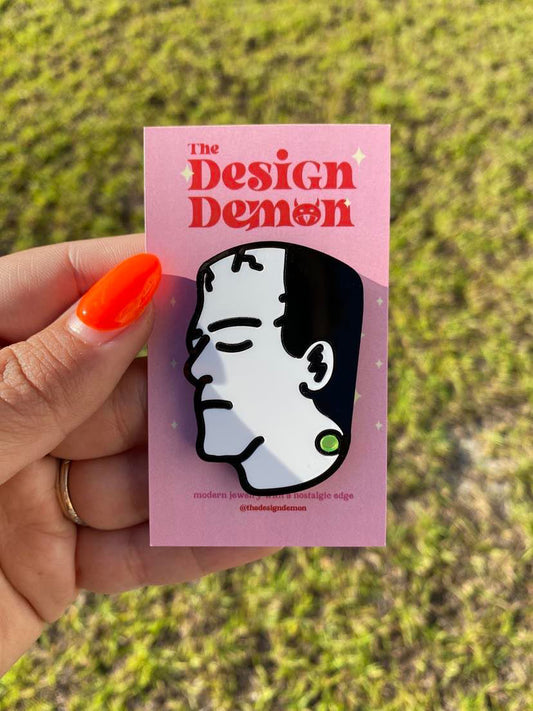 The
Design
Demon
modern jewelry with a nostalgic edge
@thedesigndemon